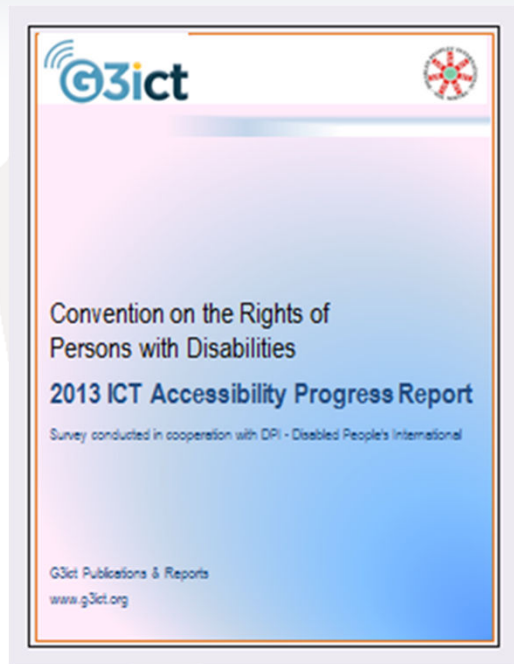 G3ict
Convention on the Rights of
Persons with Disabilities
2013 ICT Accessibility Progress Report
Survey conducted in cooperation with DPI - Disabled People's International
G3ict Publications & Reports
www.g3ict.org